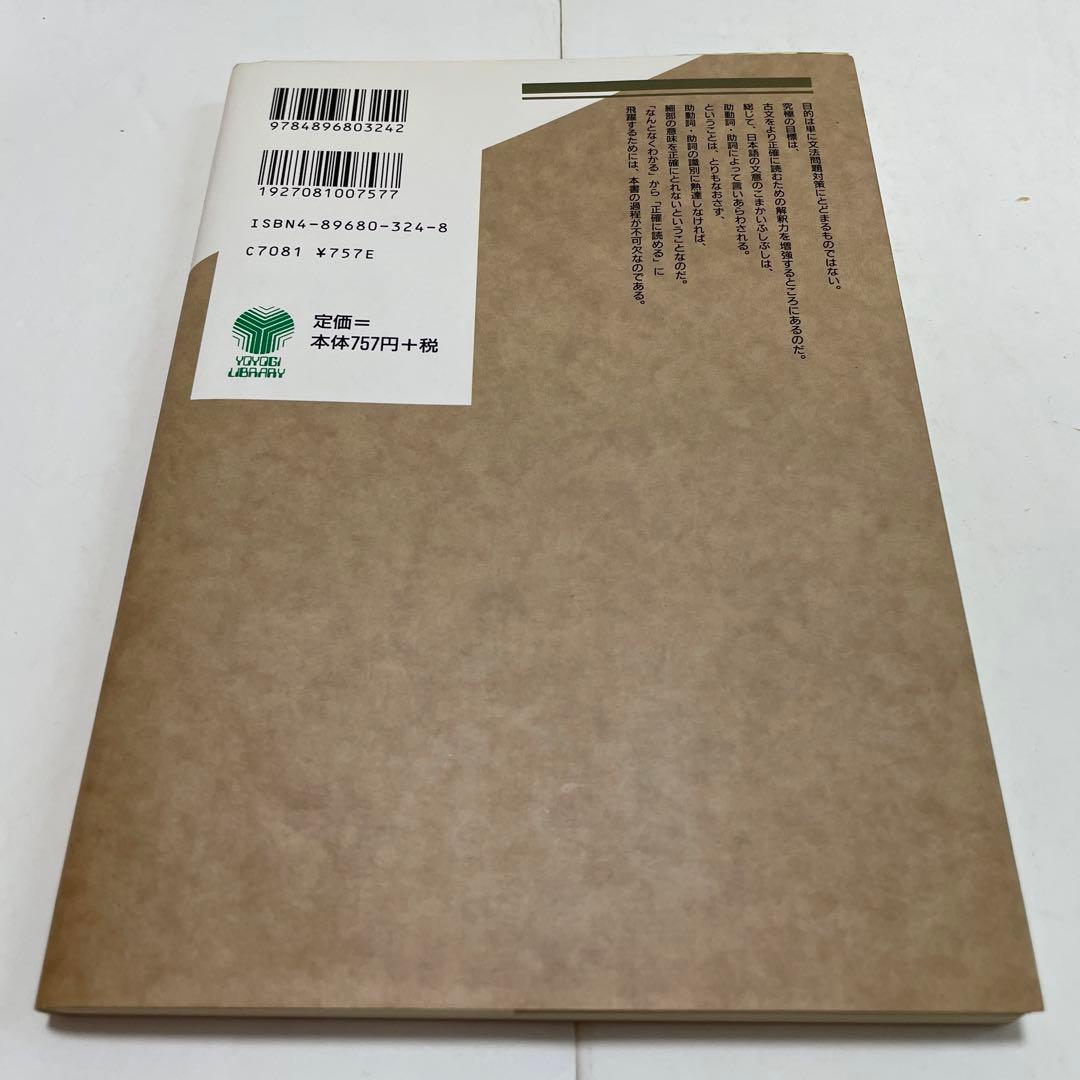 9784896803242
1927081007577
ISBN4-89680-324-8
C7081 ¥757E
YOYOGI
LIBRARY
定価＝
本体757円＋税
目的は単に文法問題対策にとどまるものではない。
究極の目標は、
古文をより正確に読むための解釈力を増強するところにあるのだ。
総じて、日本語の文意のこまかいふしぶしは、
助動詞・助詞によって言いあらわされる。
ということは、とりもなおさず、
助動詞・助詞の識別に熟達しなければ、
細部の意味を正確にとれないということなのだ。
「なんとなくわかる」から「正確に読める」に
飛躍するためには、本書の過程が不可欠なのである。